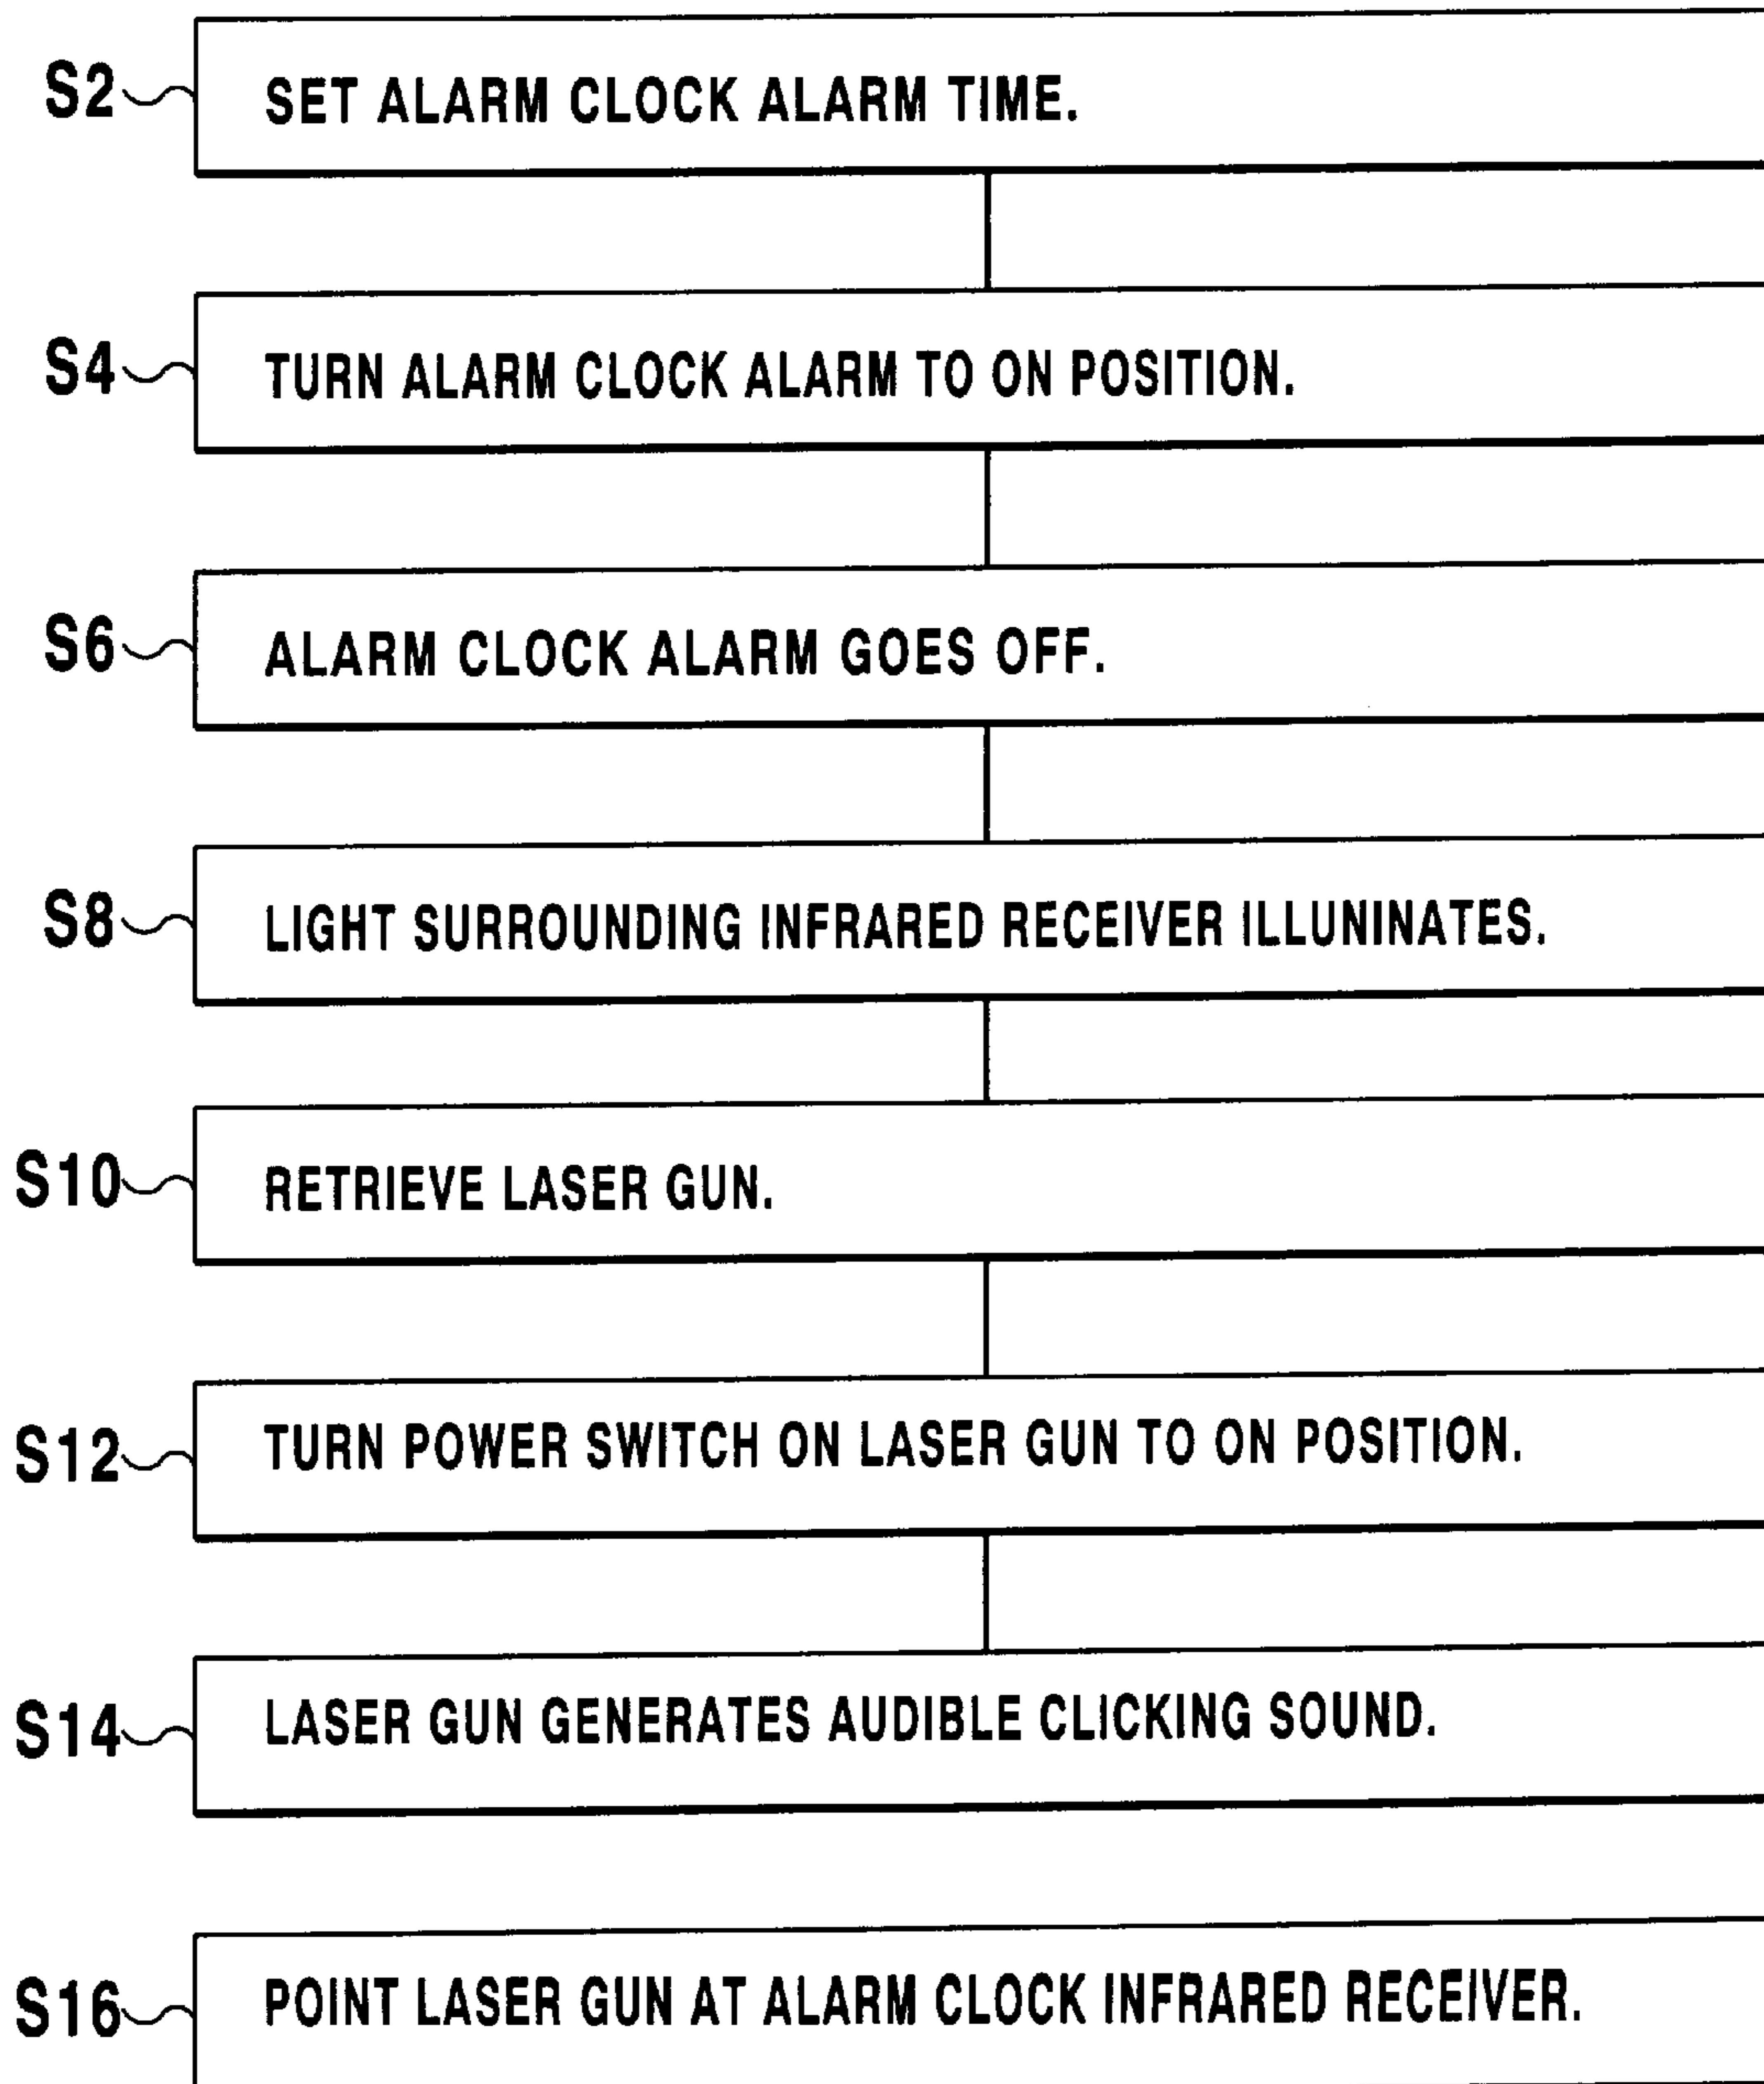 S2 SET ALARM CLOCK ALARM TIME.
S4 TURN ALARM CLOCK ALARM TO ON POSITION.
S6 ALARM CLOCK ALARM GOES OFF.
S8 LIGHT SURROUNDING INFRARED RECEIVER ILLUNINATES.
S10 RETRIEVE LASER GUN.
S12 TURN POWER SWITCH ON LASER GUN TO ON POSITION.
S14 LASER GUN GENERATES AUDIBLE CLICKING SOUND.
S16 POINT LASER GUN AT ALARM CLOCK INFRARED RECEIVER.